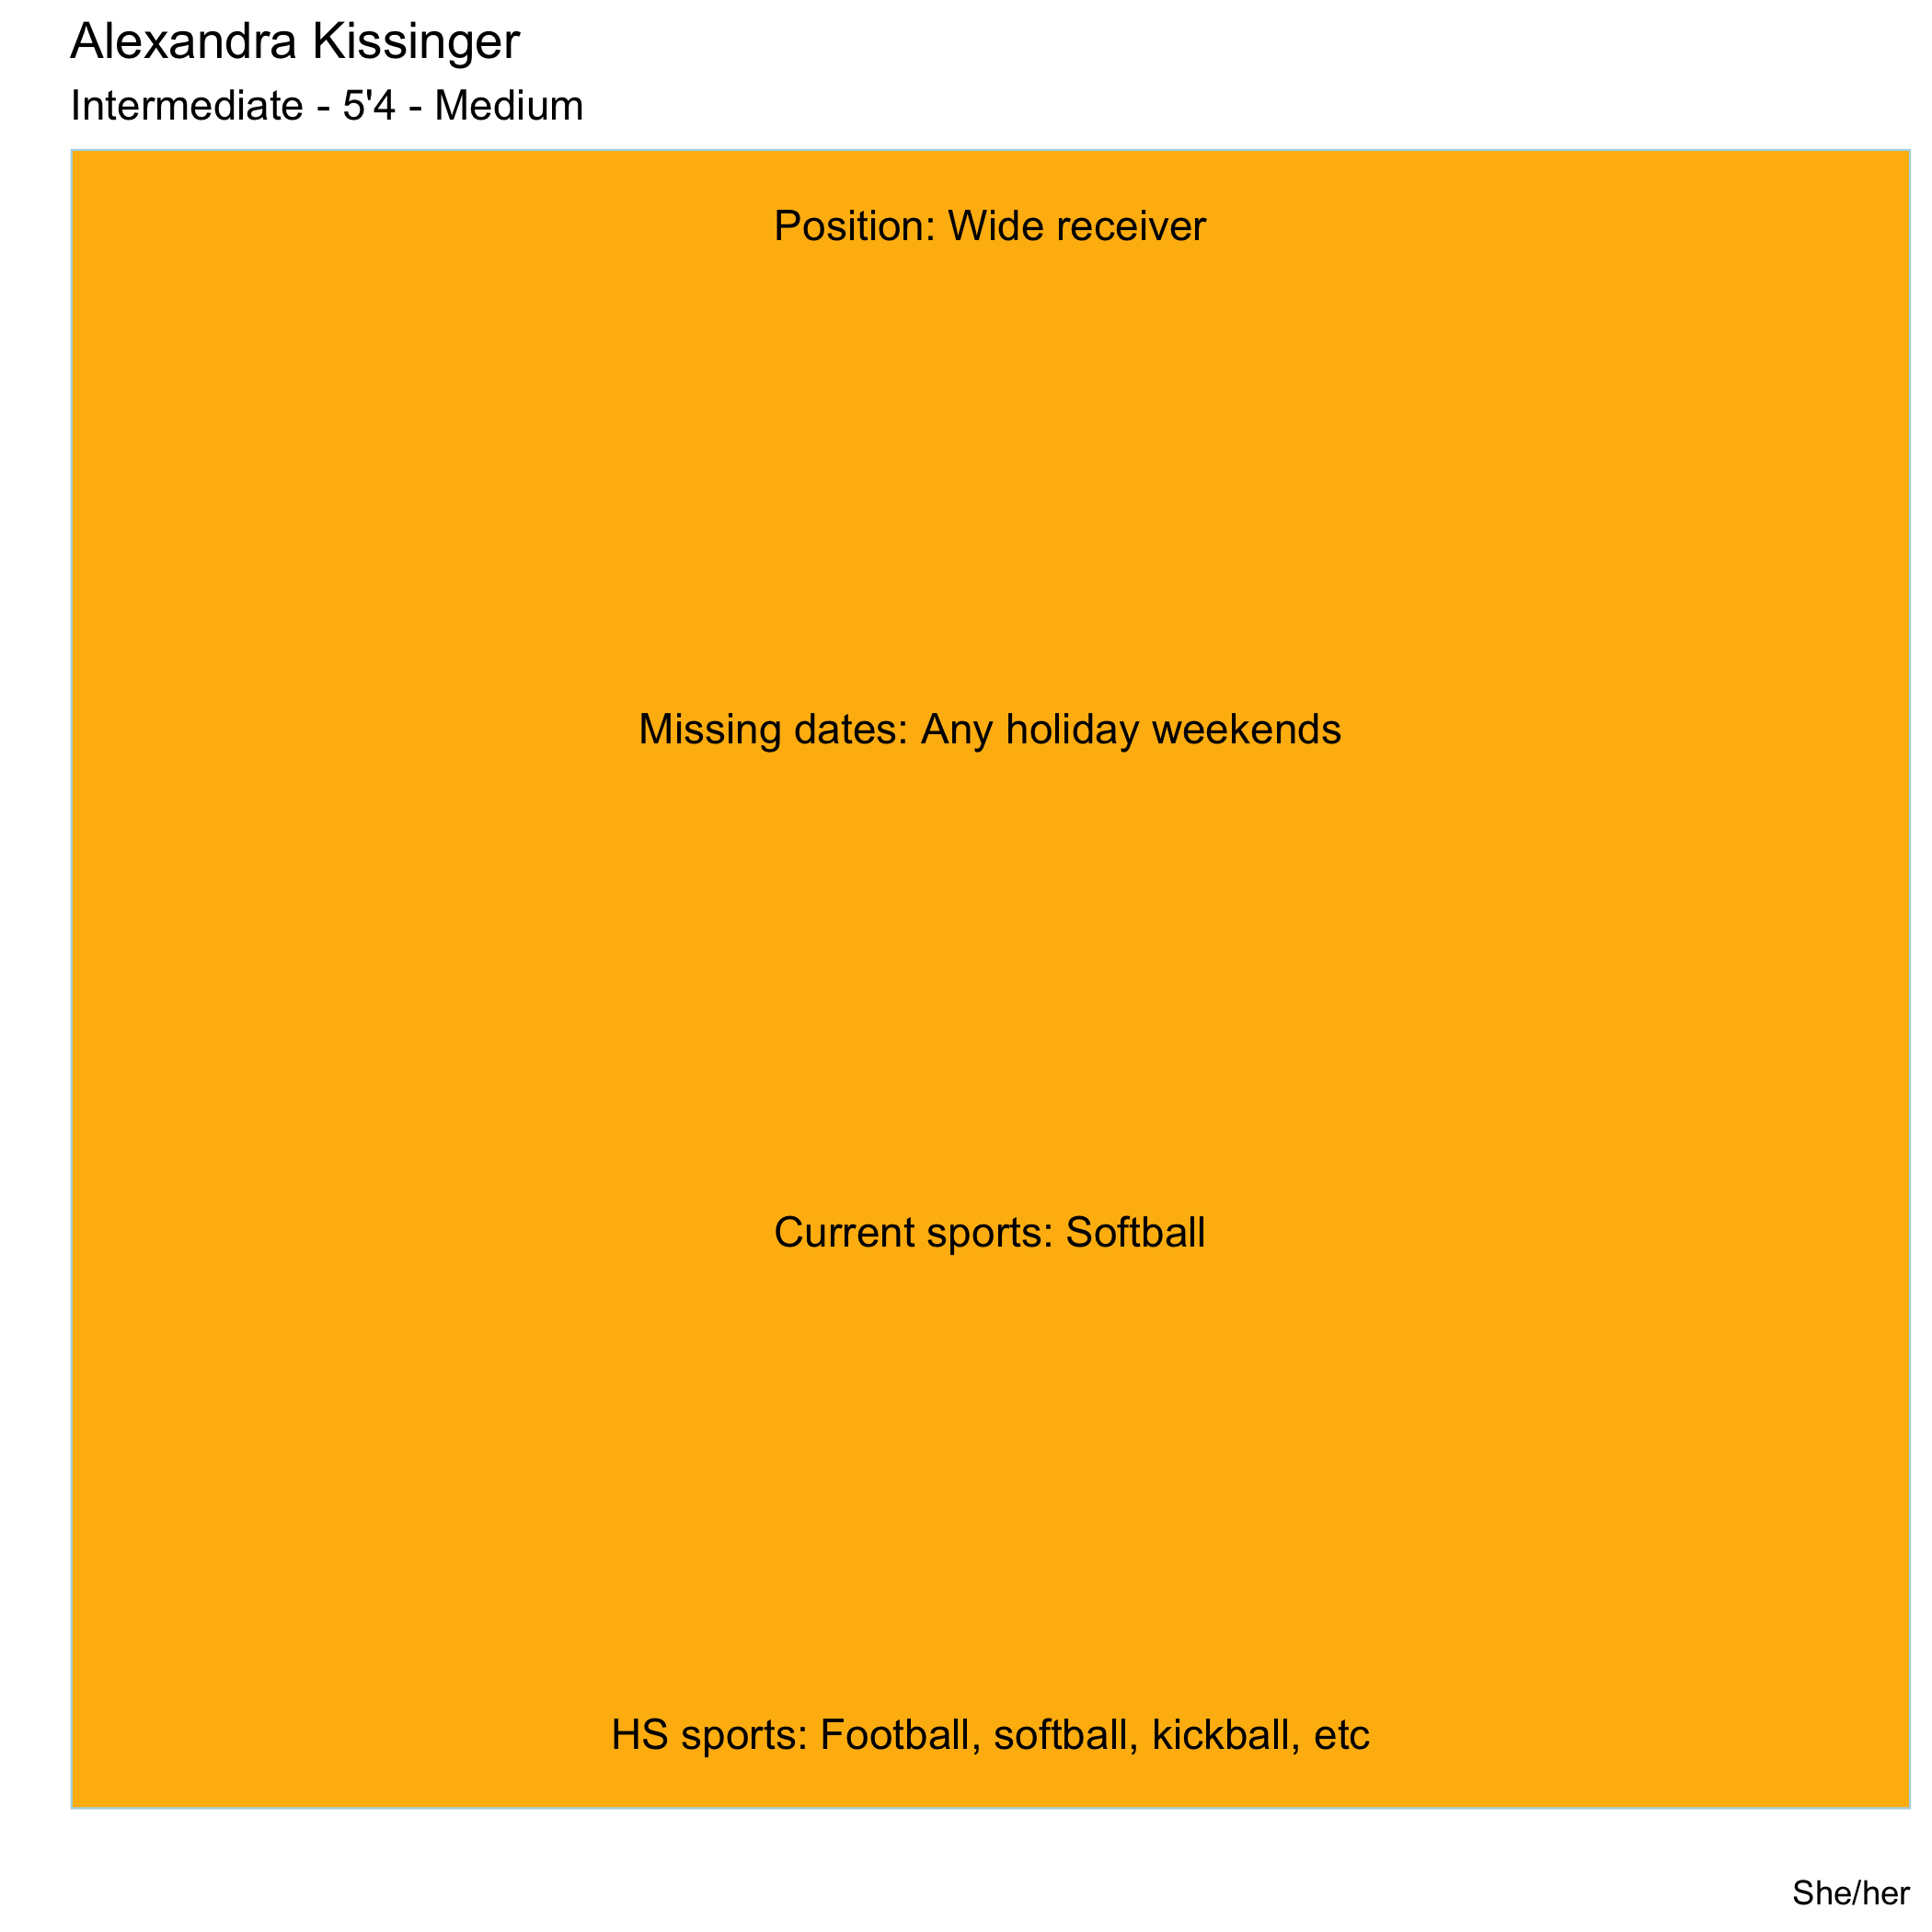 Alexandra Kissinger
Intermediate - 5'4 - Medium
Position: Wide receiver
Missing dates: Any holiday weekends
Current sports: Softball
HS sports: Football, softball, kickball, etc
She/her